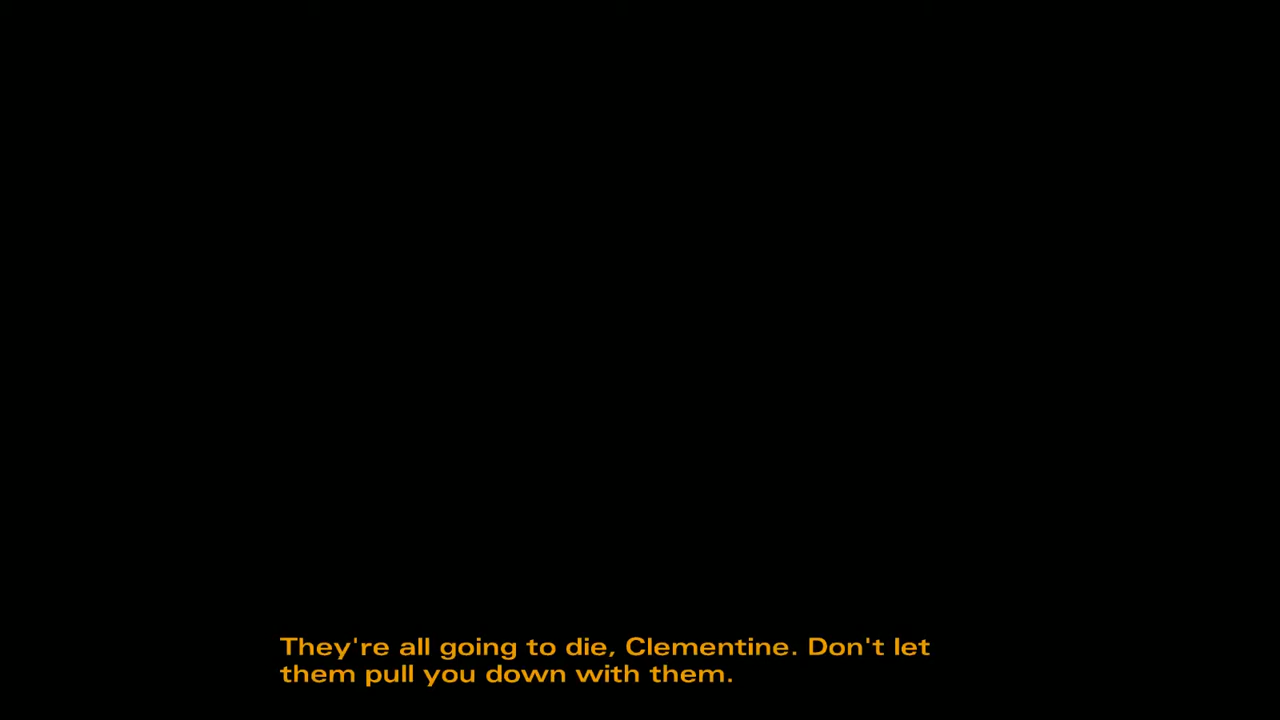 They're all going to die, Clementine. Don't let
them pull you down with them.